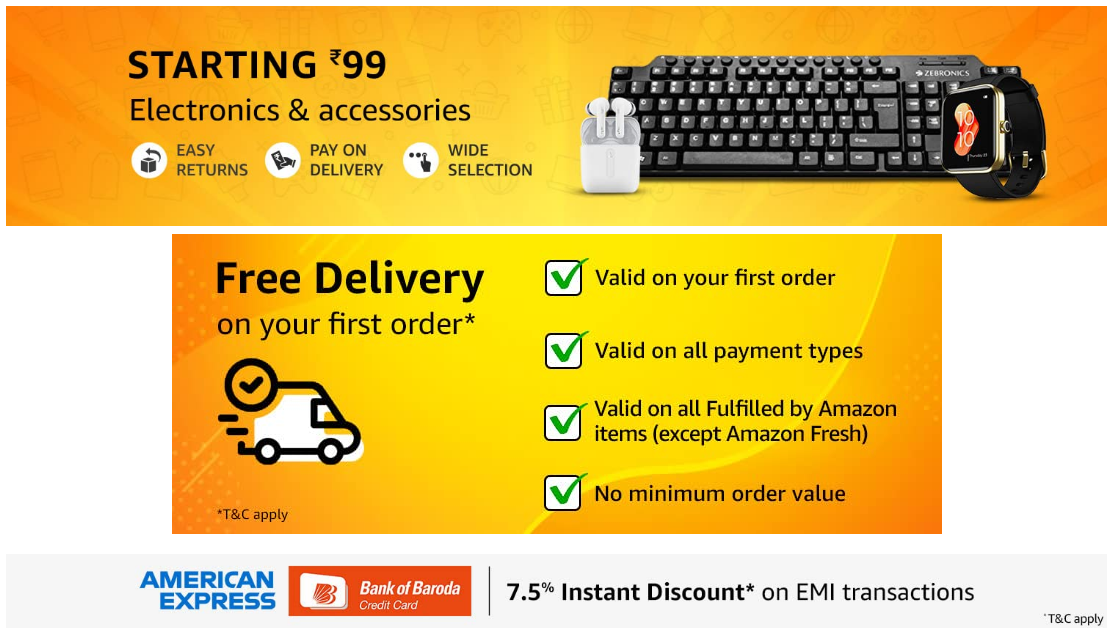 STARTING ₹99
Electronics & accessories
EASY
RETURNS
PAY ON
DELIVERY
WIDE
SELECTION
ZEBRONICS
10
10
Free Delivery
on your first order*
*T&C apply
Valid on your first order
Valid on all payment types
Valid on all Fulfilled by Amazon
items (except Amazon Fresh)
No minimum order value
AMERICAN
EXPRESS
Bank of Baroda
Credit Card
7.5% Instant Discount* on EMI transactions
*T&C apply